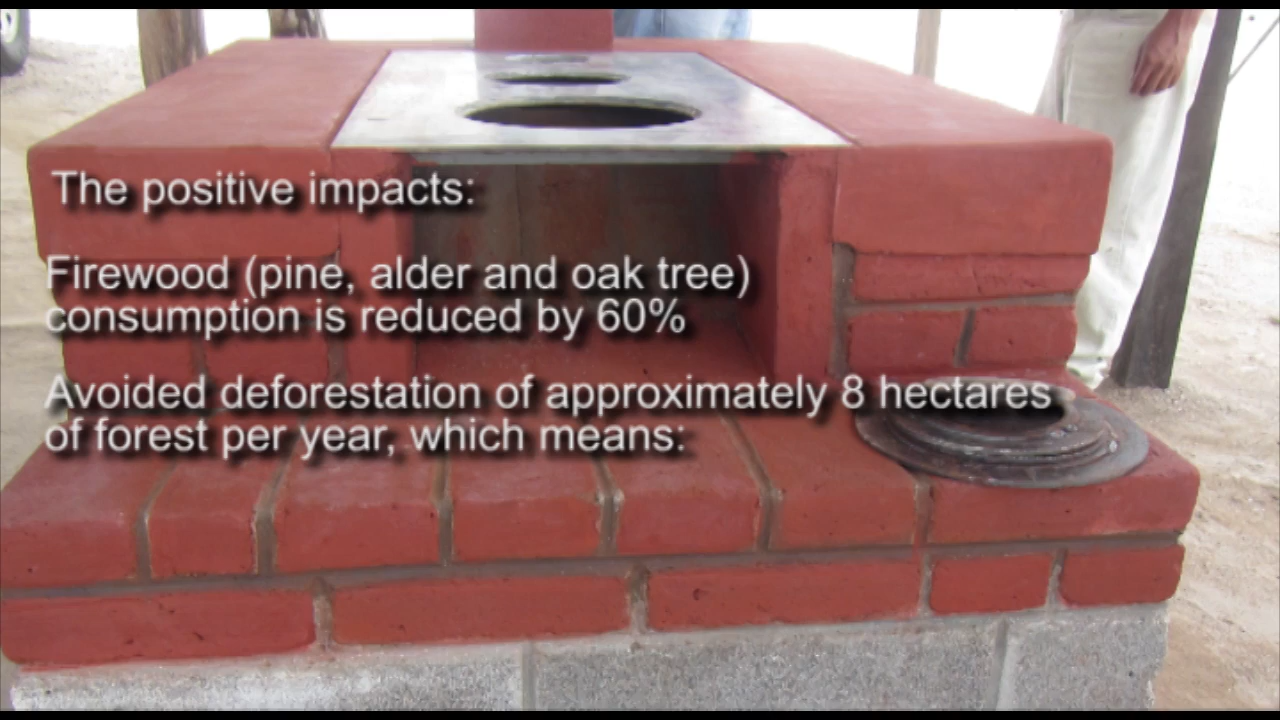 The positive impacts:
Firewood (pine, alder and oak tree)
consumption is reduced by 60%
Avoided deforestation of approximately 8 hectares
of forest per year, which means: